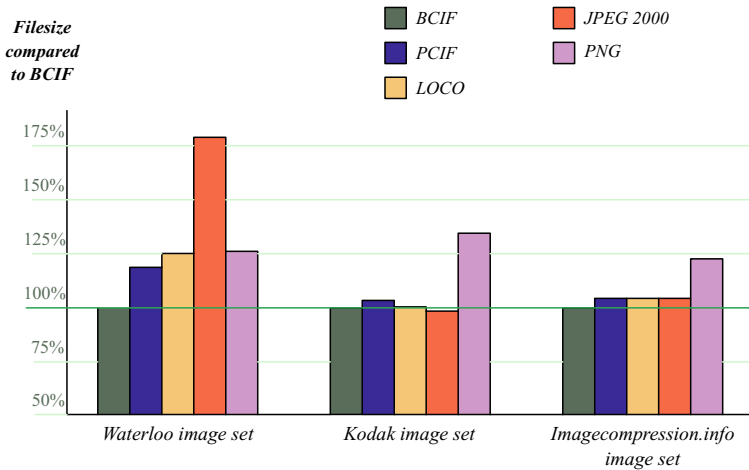 Filesize
compared
to BCIF
BCIF
PCIF
LOCO
JPEG 2000
PNG
175%
150%
125%
100%
75%
50%
Waterloo image set
Kodak image set
Imagecompression.info
image set